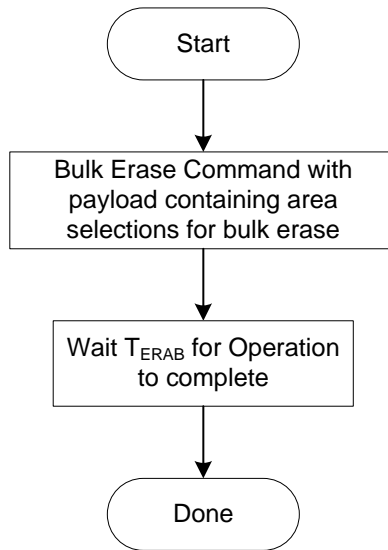 Start
Bulk Erase Command with
payload containing area
selections for bulk erase
Wait TERAB for Operation
to complete
Done